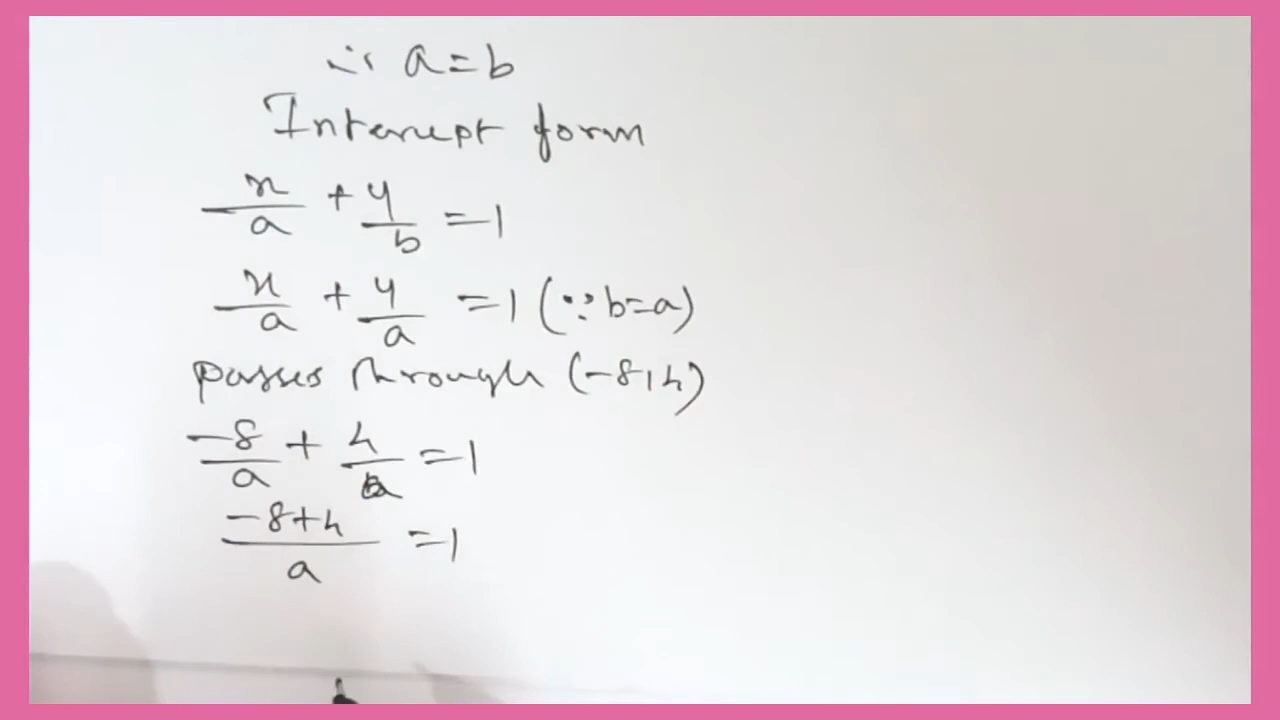 ∴ a=b
Intercept form
x/a + y/b =1
x/a + y/a =1 (∵ b=a)
passes through (-8,4)
-8/a + 4/a =1
-8+4/a =1